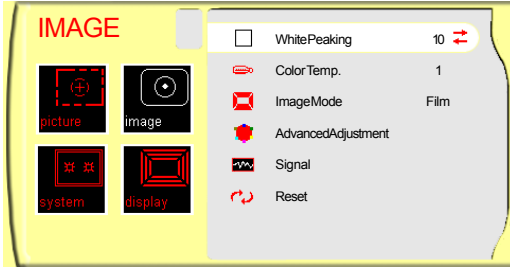 IMAGE
picture
image
system
display
WhitePeaking 10
ColorTemp. 1
ImageMode Film
AdvancedAdjustment
Signal
Reset